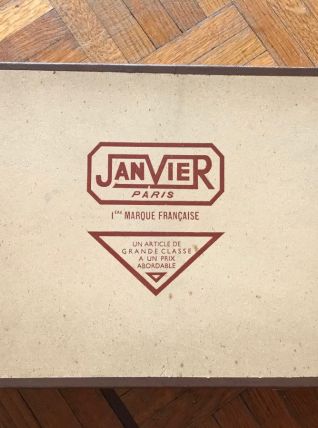 JANVIER
PARIS
1ÈRE MARQUE FRANÇAISE
UN ARTICLE DE
GRANDE CLASSE
A UN PRIX
ABORDABLE